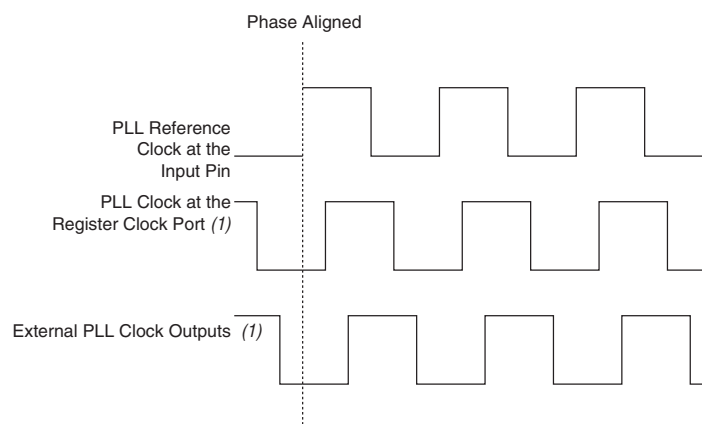 Phase Aligned
PLL Reference
Clock at the
Input Pin
PLL Clock at the
Register Clock Port (1)
External PLL Clock Outputs (1)